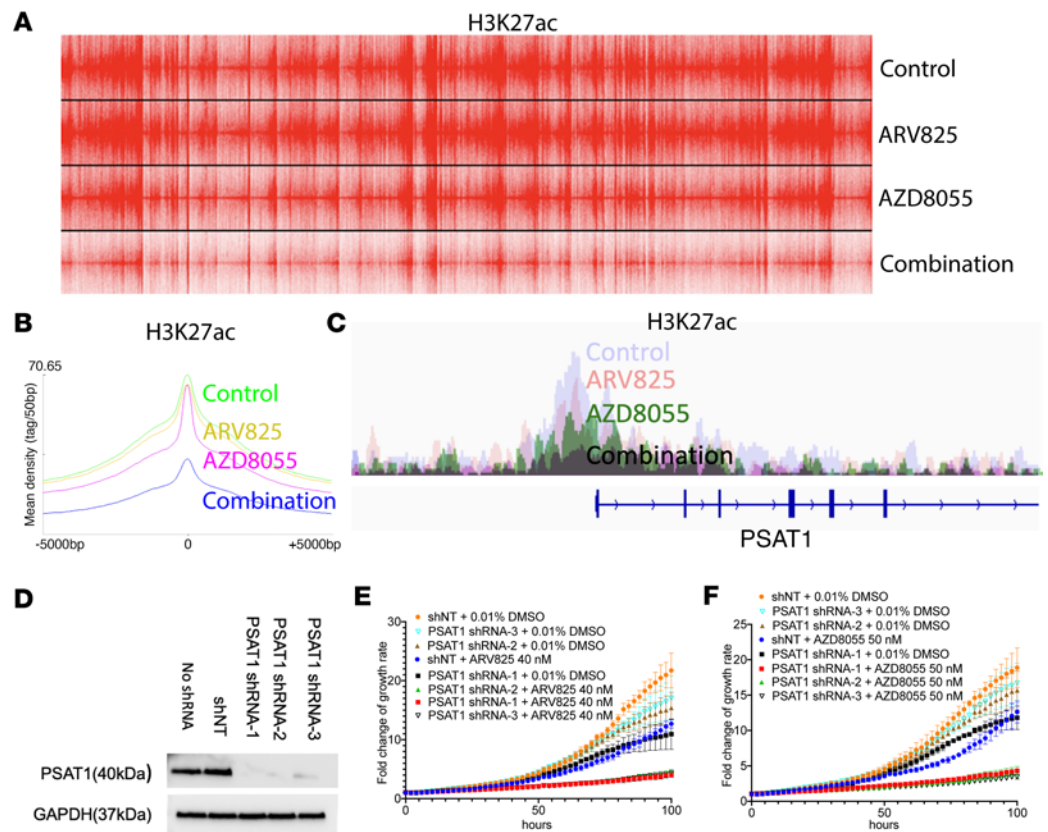 A
H3K27ac
Control
ARV825
AZD8055
Combination
B
H3K27ac
70.65
Mean density (tag/50bp)
Control
ARV825
AZD8055
Combination
-5000bp
0
+5000bp
C
H3K27ac
Control
ARV825
AZD8055
Combination
PSAT1
D
No shRNA
shNT
PSAT1 shRNA-1
PSAT1 shRNA-2
PSAT1 shRNA-3
PSAT1(40kDa)
GAPDH(37kDa)
E
shNT + 0.01% DMSO
PSAT1 shRNA-3 + 0.01% DMSO
PSAT1 shRNA-2 + 0.01% DMSO
shNT + ARV825 40 nM
PSAT1 shRNA-1 + 0.01% DMSO
PSAT1 shRNA-2 + ARV825 40 nM
PSAT1 shRNA-1 + ARV825 40 nM
PSAT1 shRNA-3 + ARV825 40 nM
Fold change of growth rate
30
20
10
0
50
100
hours
F
shNT + 0.01% DMSO
PSAT1 shRNA-3 + 0.01% DMSO
PSAT1 shRNA-2 + 0.01% DMSO
shNT + AZD8055 50 nM
PSAT1 shRNA-1 + 0.01% DMSO
PSAT1 shRNA-1 + AZD8055 50 nM
PSAT1 shRNA-2 + AZD8055 50 nM
PSAT1 shRNA-3 + AZD8055 50 nM
Fold change of growth rate
25
20
15
10
5
0
50
100
hours